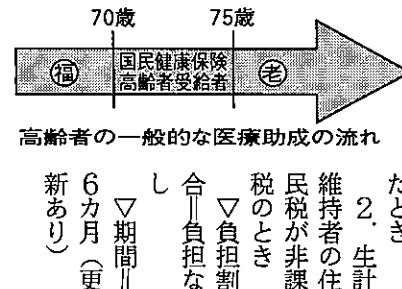 70歳
75歳
福
国民健康保険
高齢者受給者
老
高齢者の一般的な医療助成の流れ
たとき
2．生計
維持者の住
民税が非課
税のとき
▽負担割
合＝負担な
し
▽期間＝
6カ月（更
新あり）